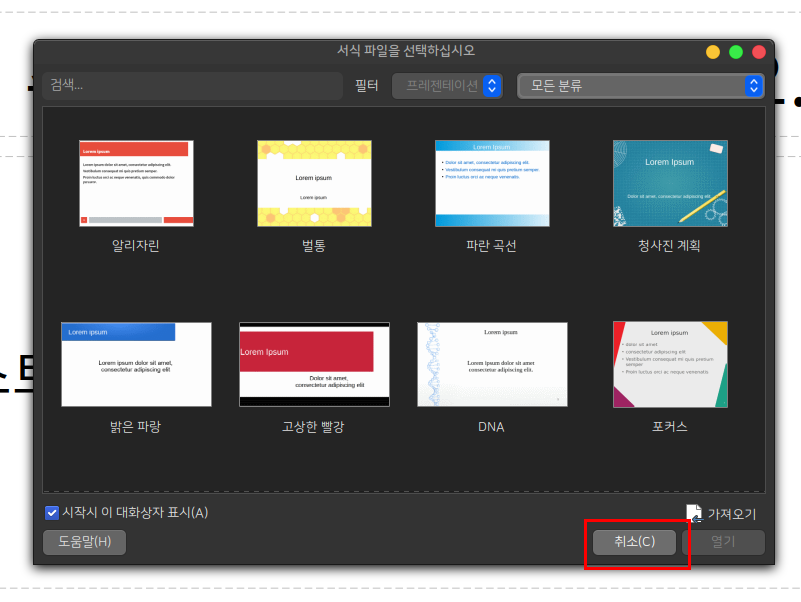 서식 파일을 선택하십시오
검색...
필터
프레젠테이션
모든 분류
Lorem Ipsum
Lorem ipsum dolor sit amet, consectetur adipiscing elit.
Vestibulum consequat mi quis pretium semper.
Proin luctus orci ac neque venenatis, quis commodo dolor posuere.
알리자린
Lorem ipsum
Lorem ipsum
벌통
Lorem Ipsum
• Dolor sit amet, consectetur adipiscing elit.
• Vestibulum consequat mi quis pretium semper.
• Proin luctus orci ac neque venenatis.
파란 곡선
Lorem Ipsum
Dolor sit amet, consectetur adipiscing elit
청사진 계획
Lorem ipsum
Lorem ipsum dolor sit amet,
consectetur adipiscing elit
밝은 파랑
Lorem Ipsum
Dolor sit amet,
consectetur adipiscing elit
고상한 빨강
Lorem ipsum
Lorem ipsum dolor sit amet
consectetur adipiscing elit.
DNA
Lorem ipsum
• dolor sit amet
• consectetur adipiscing elit
• Vestibulum consequat mi quis pretium
semper
• Proin luctus orci ac neque venenatis.
포커스
시작시 이 대화상자 표시(A)
가져오기
도움말(H)
취소(C)
열기